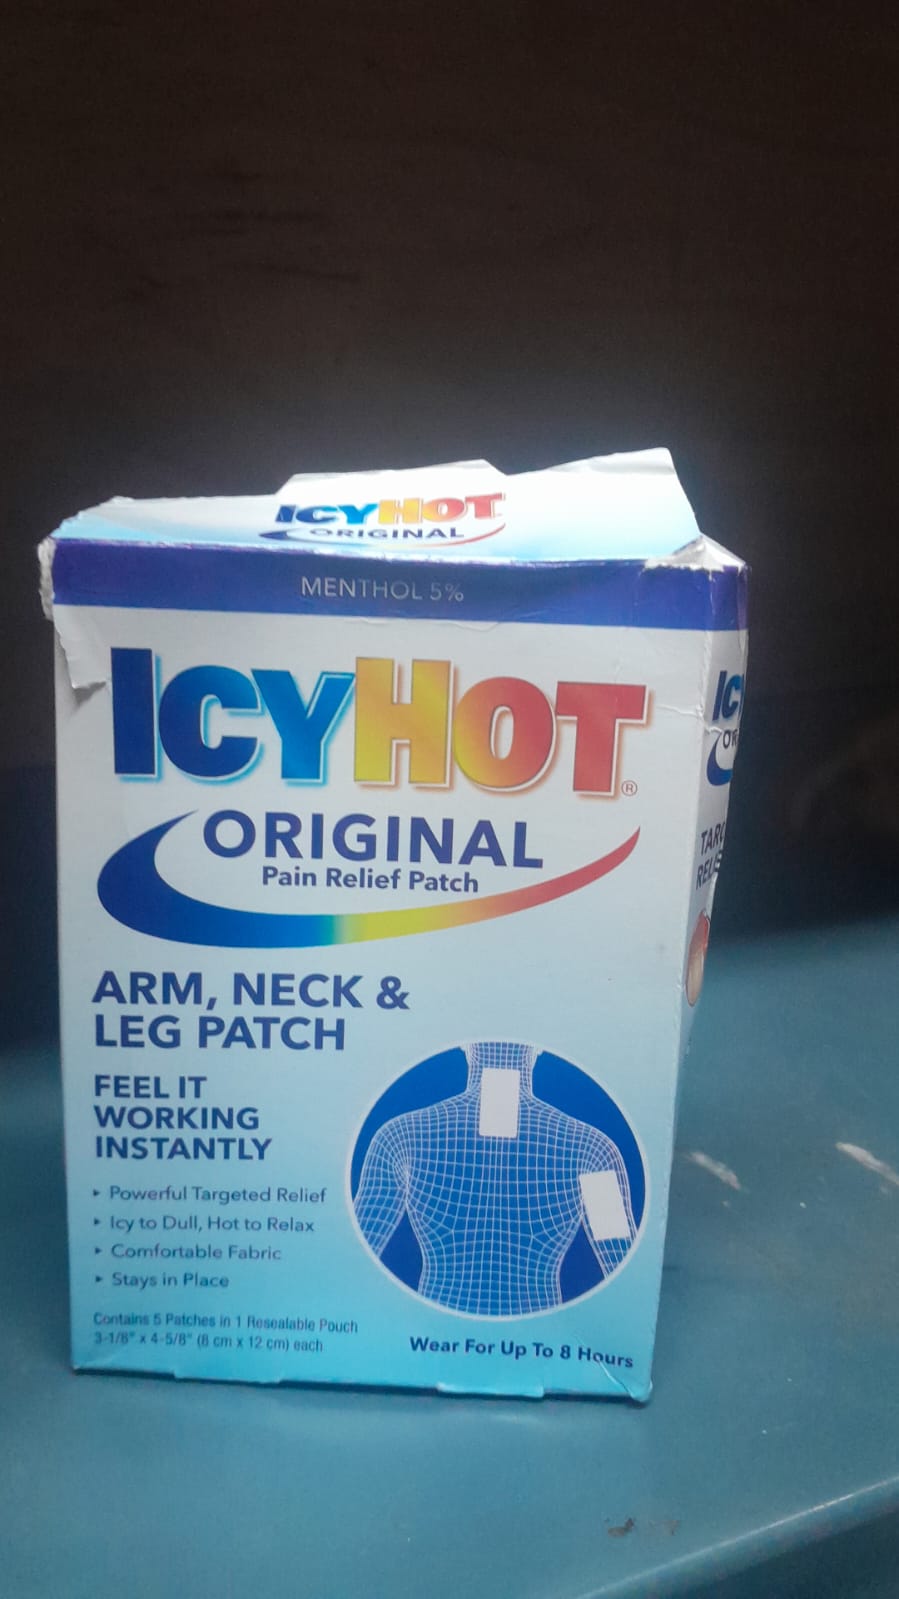 ICYHOT
ORIGINAL
MENTHOL 5%
ICYHOT®
ORIGINAL
Pain Relief Patch
ARM, NECK &
LEG PATCH
FEEL IT
WORKING
INSTANTLY
▸ Powerful Targeted Relief
▸ Icy to Dull, Hot to Relax
▸ Comfortable Fabric
▸ Stays in Place
Contains 5 Patches in 1 Resealable Pouch
3-1/8" x 4-5/8" (8 cm x 12 cm) each
Wear For Up To 8 Hours